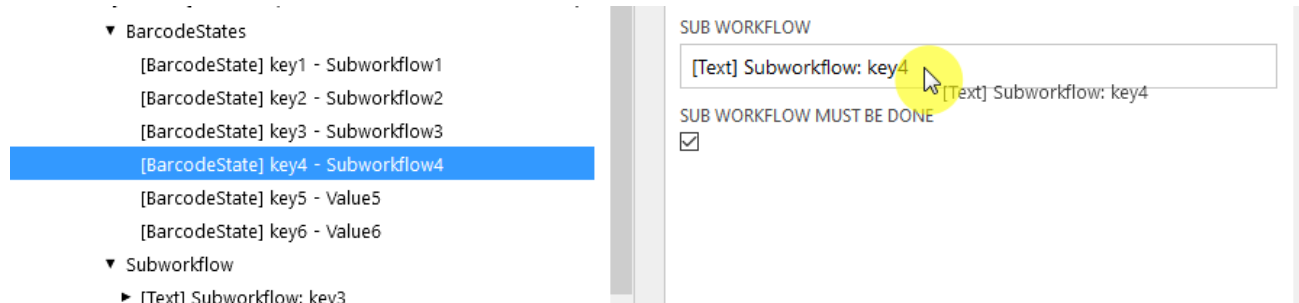 BarcodeStates
[BarcodeState] key1 - Subworkflow1
[BarcodeState] key2 - Subworkflow2
[BarcodeState] key3 - Subworkflow3
[BarcodeState] key4 - Subworkflow4
[BarcodeState] key5 - Value5
[BarcodeState] key6 - Value6
Subworkflow
[Text] Subworkflow: key3
SUB WORKFLOW
[Text] Subworkflow: key4
[Text] Subworkflow: key4
SUB WORKFLOW MUST BE DONE